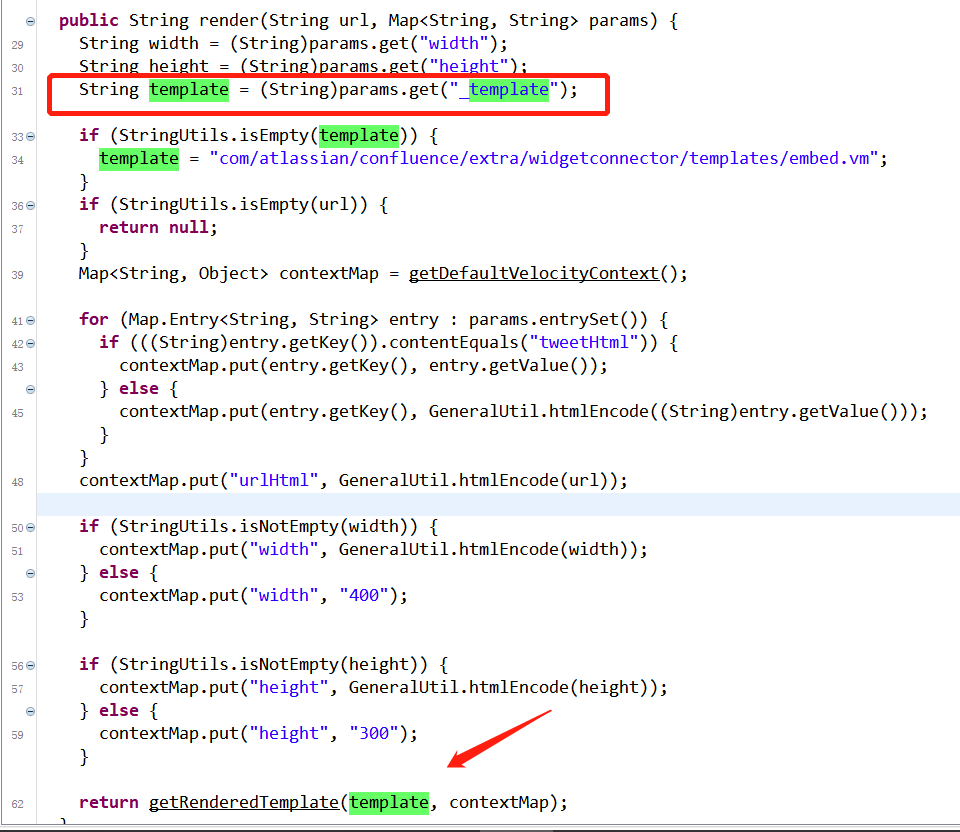 public String render(String url, Map<String, String> params) {
29 String width = (String)params.get("width");
30 String height = (String)params.get("height");
31 String template = (String)params.get("_template");
33 if (StringUtils.isEmpty(template)) {
34 template = "com/atlassian/confluence/extra/widgetconnector/templates/embed.vm";
}
36 if (StringUtils.isEmpty(url)) {
37 return null;
}
39 Map<String, Object> contextMap = getDefaultVelocityContext();
41 for (Map.Entry<String, String> entry : params.entrySet()) {
42 if (((String)entry.getKey()).contentEquals("tweetHtml")) {
43 contextMap.put(entry.getKey(), entry.getValue());
} else {
45 contextMap.put(entry.getKey(), GeneralUtil.htmlEncode((String)entry.getValue()));
}
}
48 contextMap.put("urlHtml", GeneralUtil.htmlEncode(url));
50 if (StringUtils.isNotEmpty(width)) {
51 contextMap.put("width", GeneralUtil.htmlEncode(width));
} else {
53 contextMap.put("width", "400");
}
56 if (StringUtils.isNotEmpty(height)) {
57 contextMap.put("height", GeneralUtil.htmlEncode(height));
} else {
59 contextMap.put("height", "300");
}
62 return getRenderedTemplate(template, contextMap);
}